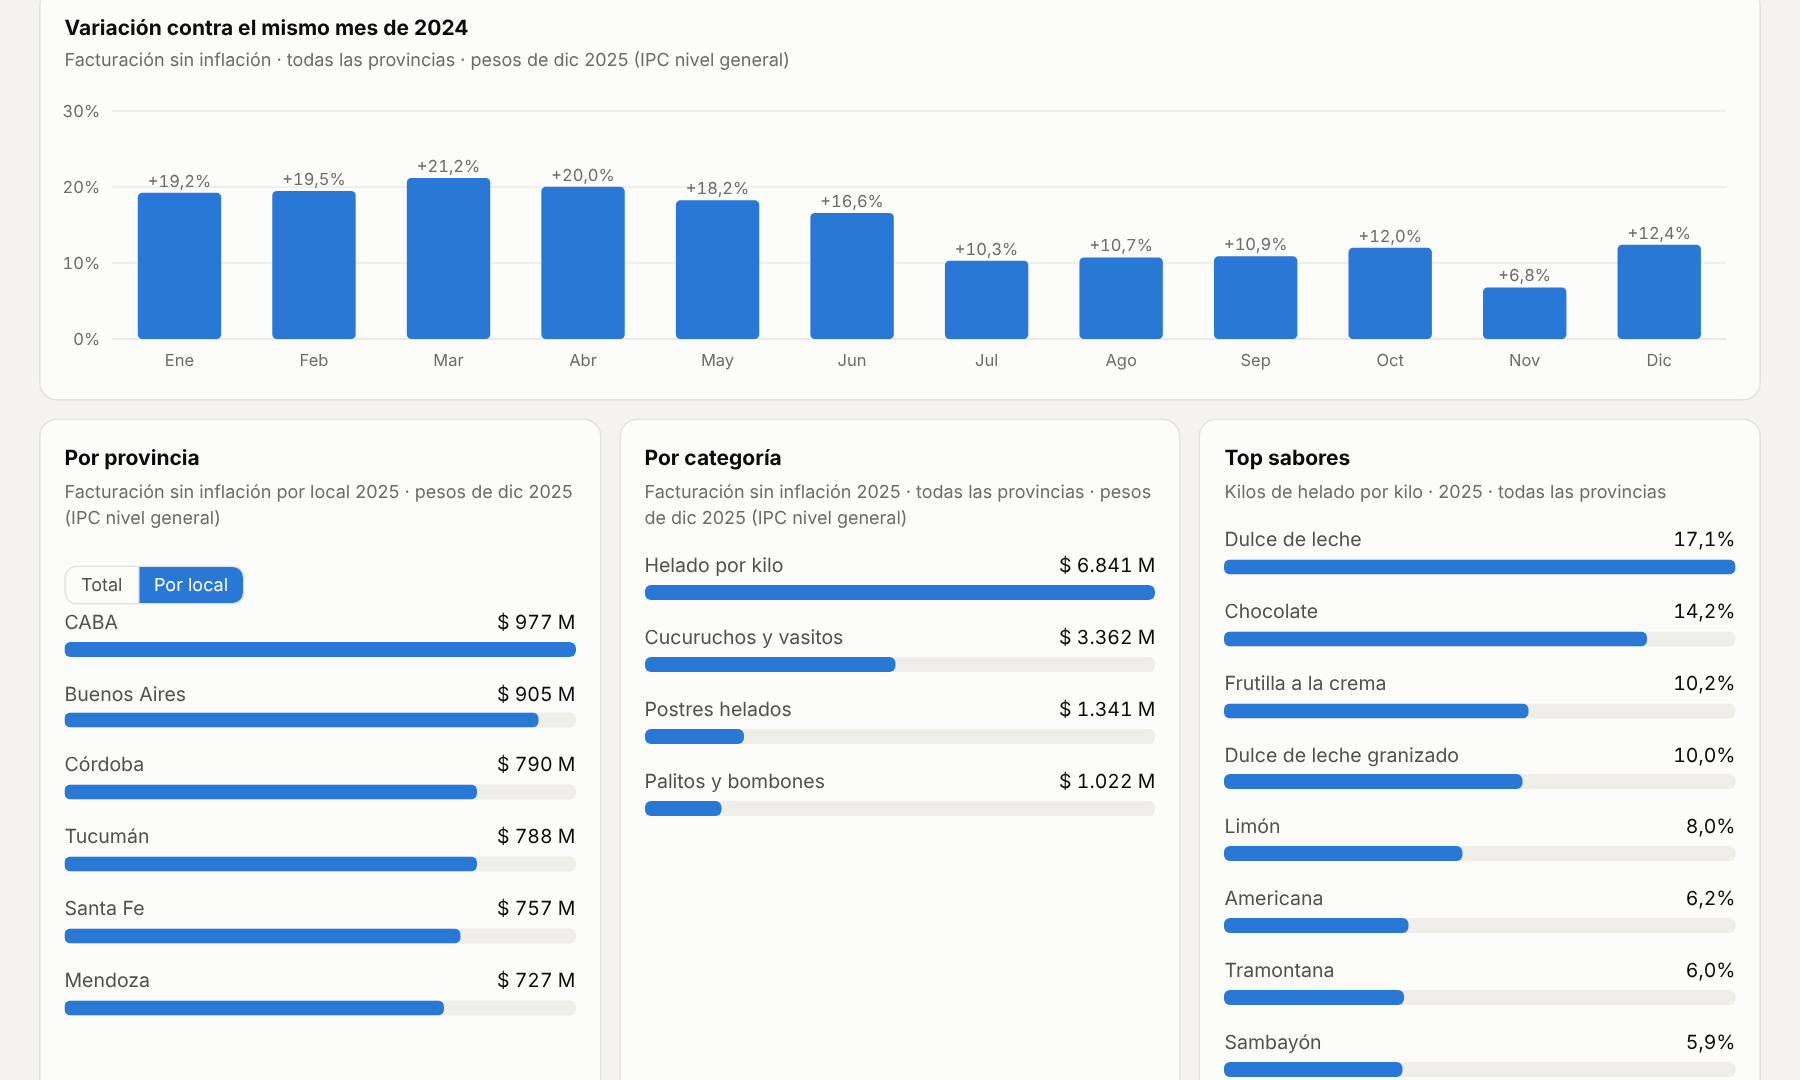 Variación contra el mismo mes de 2024
Facturación sin inflación · todas las provincias · pesos de dic 2025 (IPC nivel general)
30%
20%
10%
0%
+19,2%
+19,5%
+21,2%
+20,0%
+18,2%
+16,6%
+10,3%
+10,7%
+10,9%
+12,0%
+6,8%
+12,4%
Ene
Feb
Mar
Abr
May
Jun
Jul
Ago
Sep
Oct
Nov
Dic
Por provincia
Facturación sin inflación por local 2025 · pesos de dic 2025
(IPC nivel general)
Total
Por local
CABA $ 977 M
Buenos Aires $ 905 M
Córdoba $ 790 M
Tucumán $ 788 M
Santa Fe $ 757 M
Mendoza $ 727 M
Por categoría
Facturación sin inflación 2025 · todas las provincias · pesos
de dic 2025 (IPC nivel general)
Helado por kilo $ 6.841 M
Cucuruchos y vasitos $ 3.362 M
Postres helados $ 1.341 M
Palitos y bombones $ 1.022 M
Top sabores
Kilos de helado por kilo · 2025 · todas las provincias
Dulce de leche 17,1%
Chocolate 14,2%
Frutilla a la crema 10,2%
Dulce de leche granizado 10,0%
Limón 8,0%
Americana 6,2%
Tramontana 6,0%
Sambayón 5,9%